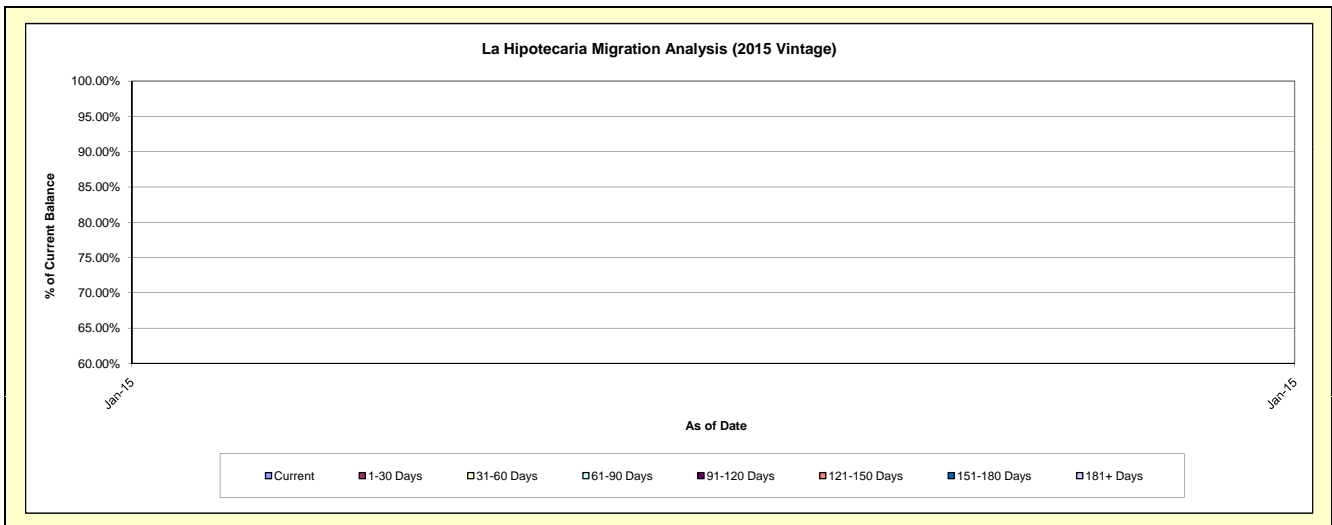 La Hipotecaria Migration Analysis (2015 Vintage)
100.00%
95.00%
90.00%
85.00%
80.00%
75.00%
70.00%
65.00%
60.00%
% of Current Balance
Jan-15
Jan-15
As of Date
Current 1-30 Days 31-60 Days 61-90 Days 91-120 Days 121-150 Days 151-180 Days 181+ Days